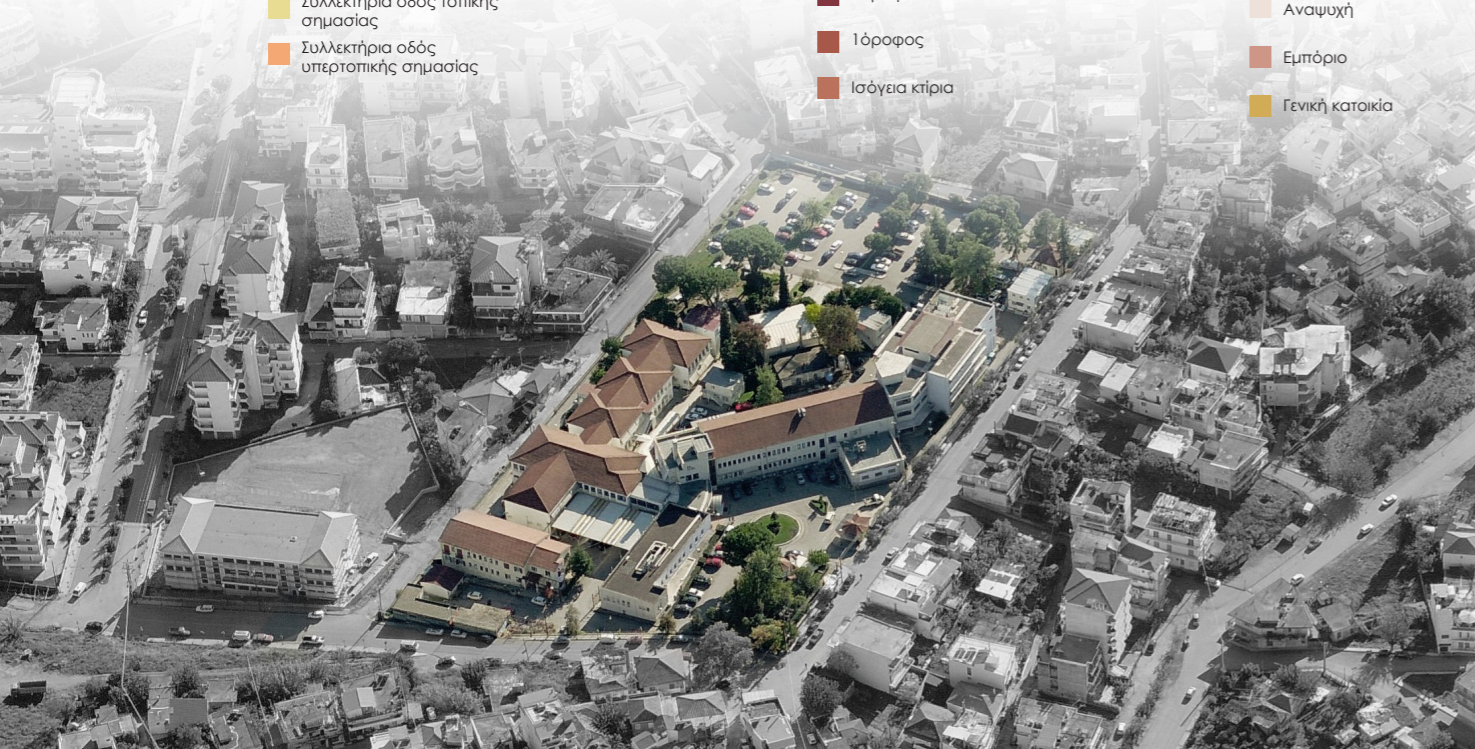 Συλλεκτήρια οδός τοπικής
σημασίας
Συλλεκτήρια οδός
υπερτοπικής σημασίας
1όροφος
Ισόγεια κτίρια
Αναψυχή
Εμπόριο
Γενική κατοικία